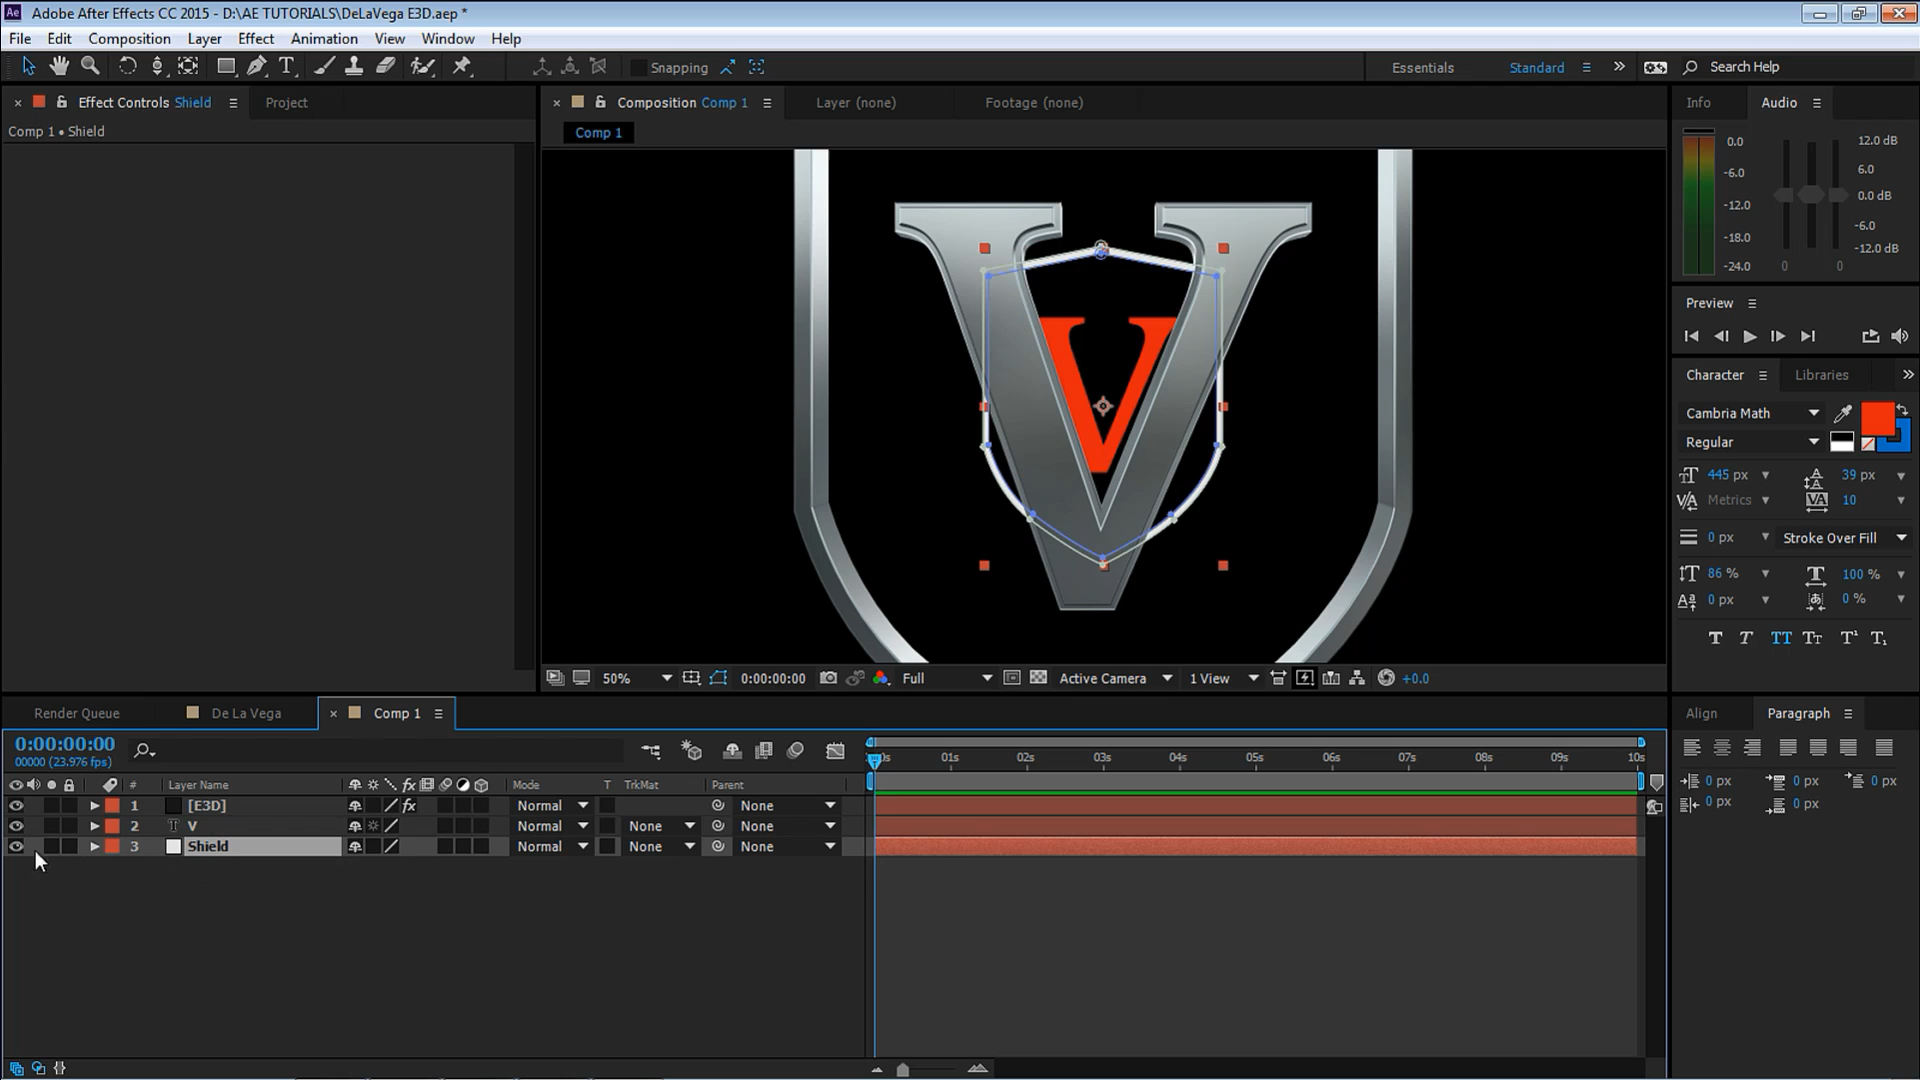 Adobe After Effects CC 2015 - D:\AE TUTORIALS\DeLaVega E3D.aep *
File Edit Composition Layer Effect Animation View Window Help
Snapping Essentials Standard Search Help
Effect Controls Shield Project
Composition Comp 1 Layer (none) Footage (none)
Info Audio
Comp 1 • Shield
Comp 1
V
V
0.0 12.0 dB
-6.0 6.0
-12.0 0.0 dB
-18.0 -6.0
-24.0 -12.0 dB
0 0
Preview
Character Libraries
Cambria Math
Regular
445 px 39 px
Metrics 10
0 px Stroke Over Fill
86 % 100 %
0 px 0 %
T T TT Tт T¹ T₁
50% 0:00:00:00 Full Active Camera 1 View +0.0
Render Queue De La Vega Comp 1
Align Paragraph
0:00:00:00
00000 (23.976 fps)
01s 02s 03s 04s 05s 06s 07s 08s 09s 10s
# Layer Name fx Mode T TrkMat Parent
1 [E3D] fx Normal None
2 T V Normal None None
3 Shield Normal None None
0 px 0 px 0 px
0 px 0 px